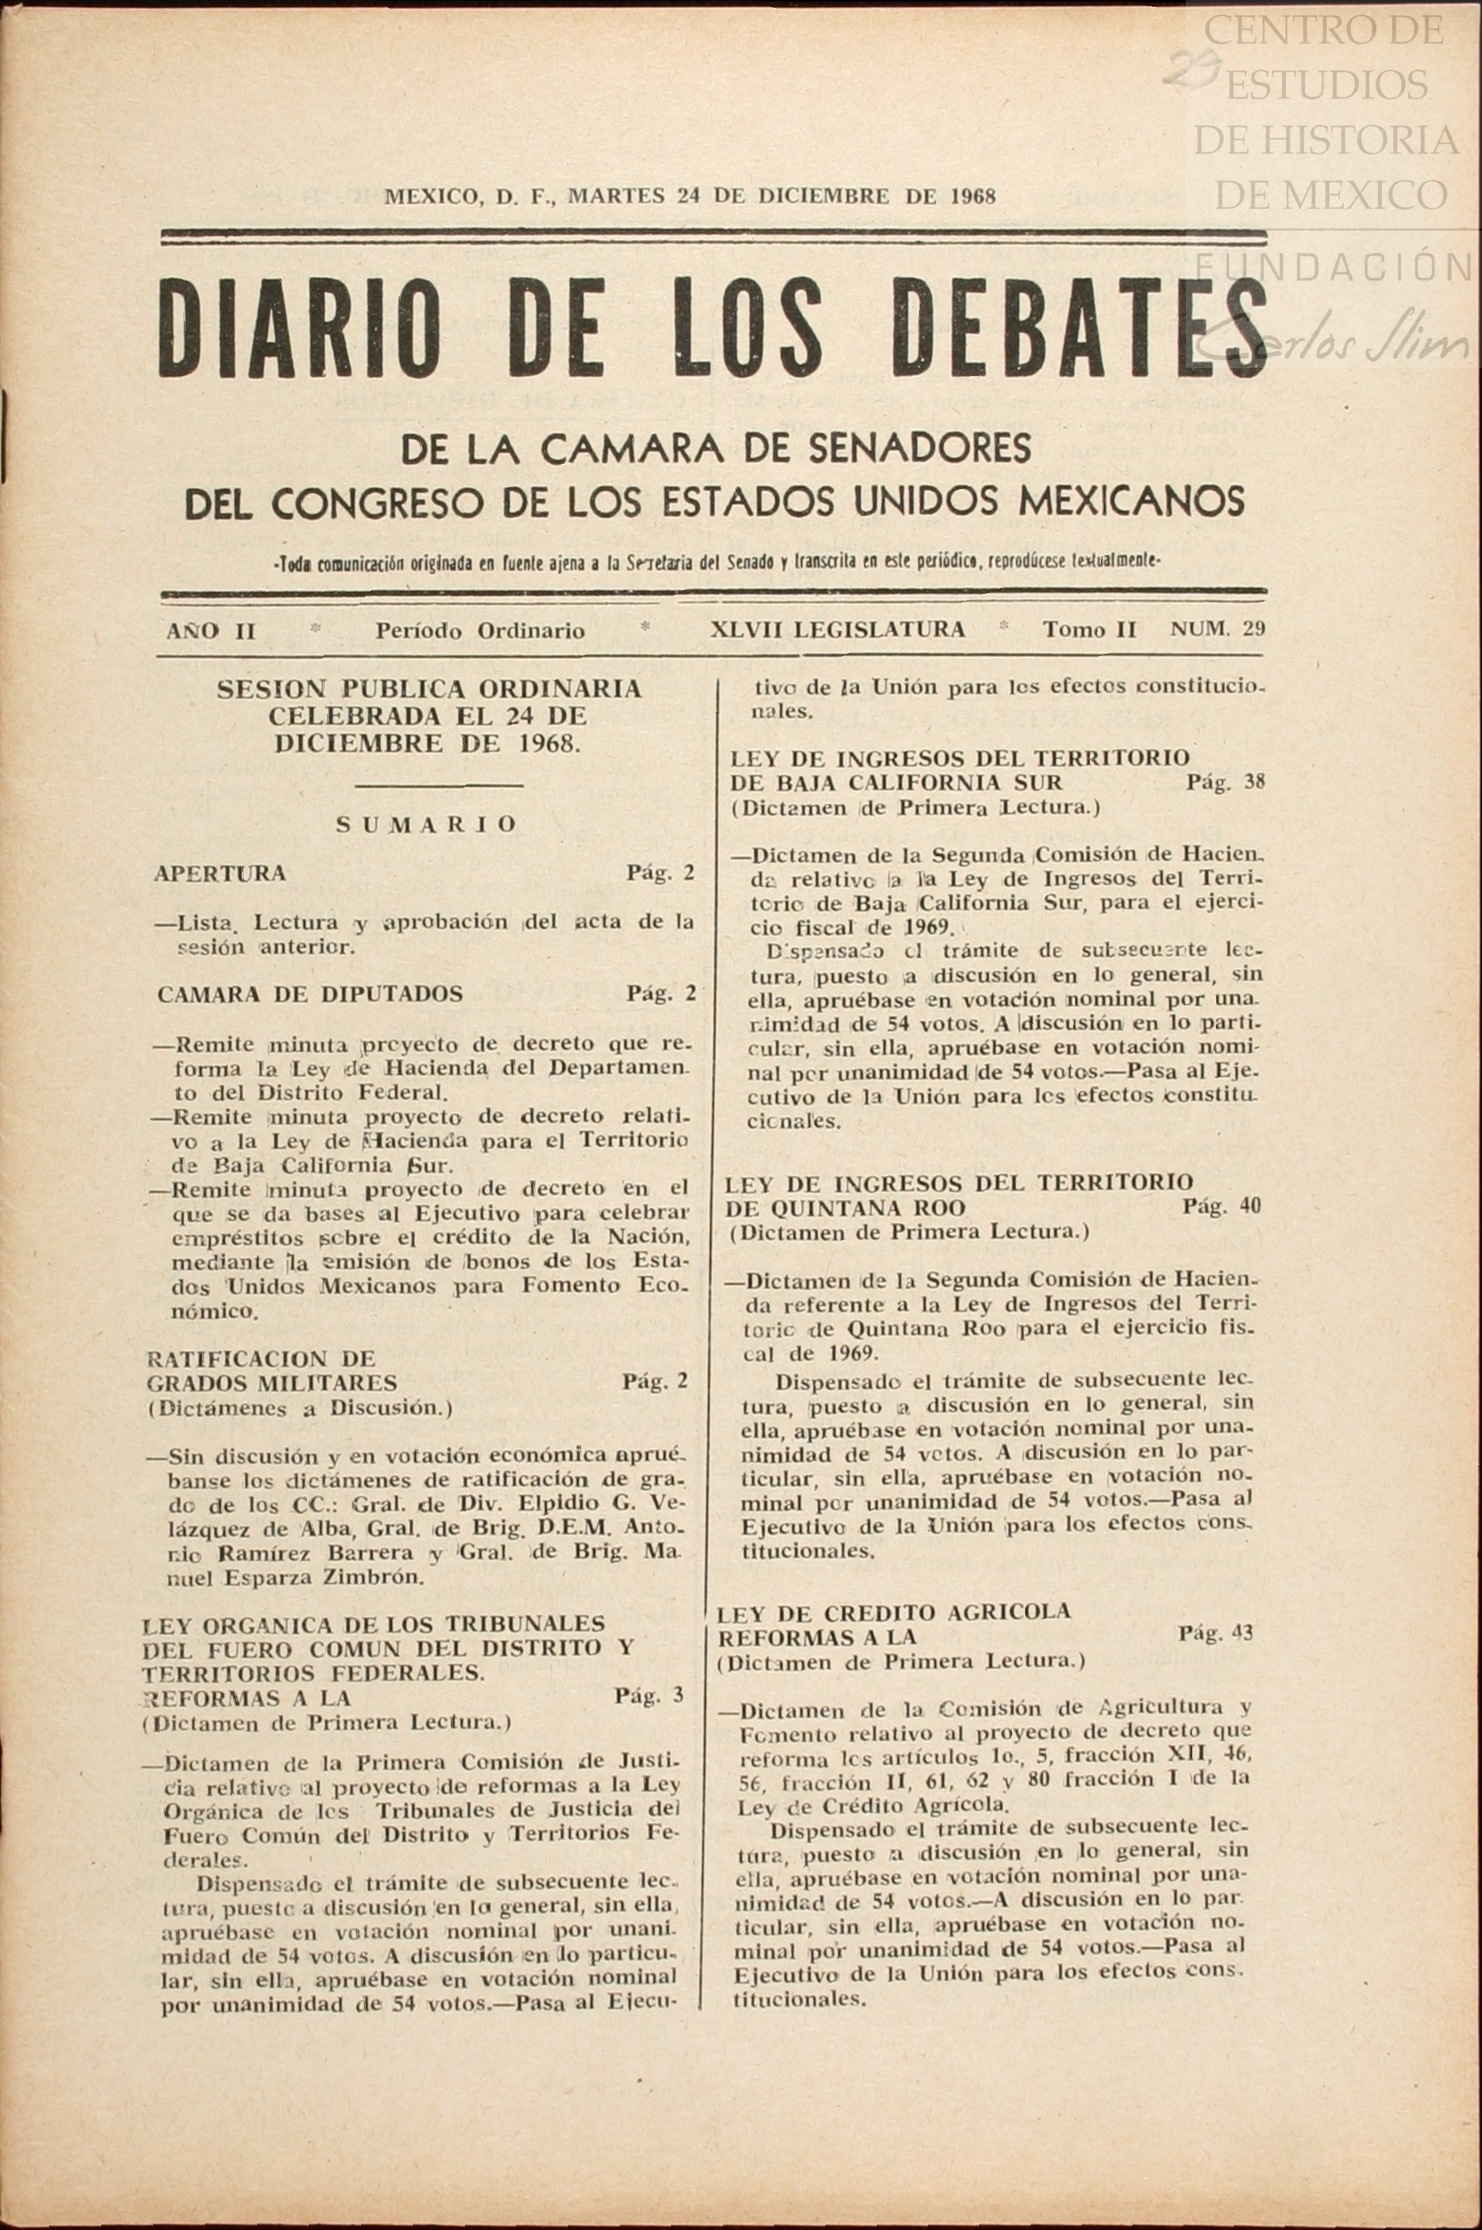 CENTRO DE
ESTUDIOS
DE HISTORIA
DE MEXICO
FUNDACIÓN
Carlos Slim
29
MEXICO, D. F., MARTES 24 DE DICIEMBRE DE 1968
DIARIO DE LOS DEBATES
DE LA CAMARA DE SENADORES
DEL CONGRESO DE LOS ESTADOS UNIDOS MEXICANOS
-Toda comunicación originada en fuente ajena a la Secretaria del Senado y transcrita en este periódico, reprodúcese textualmente-
AÑO II * Período Ordinario * XLVII LEGISLATURA * Tomo II NUM. 29
SESION PUBLICA ORDINARIA
CELEBRADA EL 24 DE
DICIEMBRE DE 1968.
SUMARIO
APERTURA Pág. 2
—Lista. Lectura y aprobación del acta de la
sesión anterior.
CAMARA DE DIPUTADOS Pág. 2
—Remite minuta proyecto de decreto que re-
forma la Ley de Hacienda del Departamen-
to del Distrito Federal.
—Remite minuta proyecto de decreto relati-
vo a la Ley de Hacienda para el Territorio
de Baja California Sur.
—Remite minuta proyecto de decreto en el
que se da bases al Ejecutivo para celebrar
empréstitos sobre el crédito de la Nación,
mediante la emisión de bonos de los Esta-
dos Unidos Mexicanos para Fomento Eco-
nómico.
RATIFICACION DE
GRADOS MILITARES Pág. 2
(Dictámenes a Discusión.)
—Sin discusión y en votación económica aprué-
banse los dictámenes de ratificación de gra-
do de los CC.: Gral. de Div. Elpidio G. Ve-
lázquez de Alba, Gral. de Brig. D.E.M. Anto-
nio Ramírez Barrera y Gral. de Brig. Ma-
nuel Esparza Zimbrón.
LEY ORGANICA DE LOS TRIBUNALES
DEL FUERO COMUN DEL DISTRITO Y
TERRITORIOS FEDERALES.
REFORMAS A LA Pág. 3
(Dictamen de Primera Lectura.)
—Dictamen de la Primera Comisión de Justi-
cia relativo al proyecto de reformas a la Ley
Orgánica de los Tribunales de Justicia del
Fuero Común del Distrito y Territorios Fe-
derales.
Dispensado el trámite de subsecuente lec-
tura, puesto a discusión en lo general, sin ella,
apruébase en votación nominal por unani-
midad de 54 votos. A discusión en lo particu-
lar, sin ella, apruébase en votación nominal
por unanimidad de 54 votos.—Pasa al Ejecu-
tivo de la Unión para los efectos constitucio-
nales.
LEY DE INGRESOS DEL TERRITORIO
DE BAJA CALIFORNIA SUR Pág. 38
(Dictamen de Primera Lectura.)
—Dictamen de la Segunda Comisión de Hacien-
da relativo a la Ley de Ingresos del Terri-
torio de Baja California Sur, para el ejerci-
cio fiscal de 1969.
Dispensado el trámite de subsecuente lec-
tura, puesto a discusión en lo general, sin
ella, apruébase en votación nominal por una-
nimidad de 54 votos. A discusión en lo parti-
cular, sin ella, apruébase en votación nomi-
nal por unanimidad de 54 votos.—Pasa al Eje-
cutivo de la Unión para los efectos constitu-
cionales.
LEY DE INGRESOS DEL TERRITORIO
DE QUINTANA ROO Pág. 40
(Dictamen de Primera Lectura.)
—Dictamen de la Segunda Comisión de Hacien-
da referente a la Ley de Ingresos del Terri-
torio de Quintana Roo para el ejercicio fis-
cal de 1969.
Dispensado el trámite de subsecuente lec-
tura, puesto a discusión en lo general, sin
ella, apruébase en votación nominal por una-
nimidad de 54 votos. A discusión en lo par-
ticular, sin ella, apruébase en votación no-
minal por unanimidad de 54 votos.—Pasa al
Ejecutivo de la Unión para los efectos cons-
titucionales.
LEY DE CREDITO AGRICOLA
REFORMAS A LA Pág. 43
(Dictamen de Primera Lectura.)
—Dictamen de la Comisión de Agricultura y
Fomento relativo al proyecto de decreto que
reforma los artículos 1o., 5, fracción XII, 46,
56, fracción II, 61, 62 y 80 fracción I de la
Ley de Crédito Agrícola.
Dispensado el trámite de subsecuente lec-
tura, puesto a discusión en lo general, sin
ella, apruébase en votación nominal por una-
nimidad de 54 votos.—A discusión en lo par-
ticular, sin ella, apruébase en votación no-
minal por unanimidad de 54 votos.—Pasa al
Ejecutivo de la Unión para los efectos cons-
titucionales.